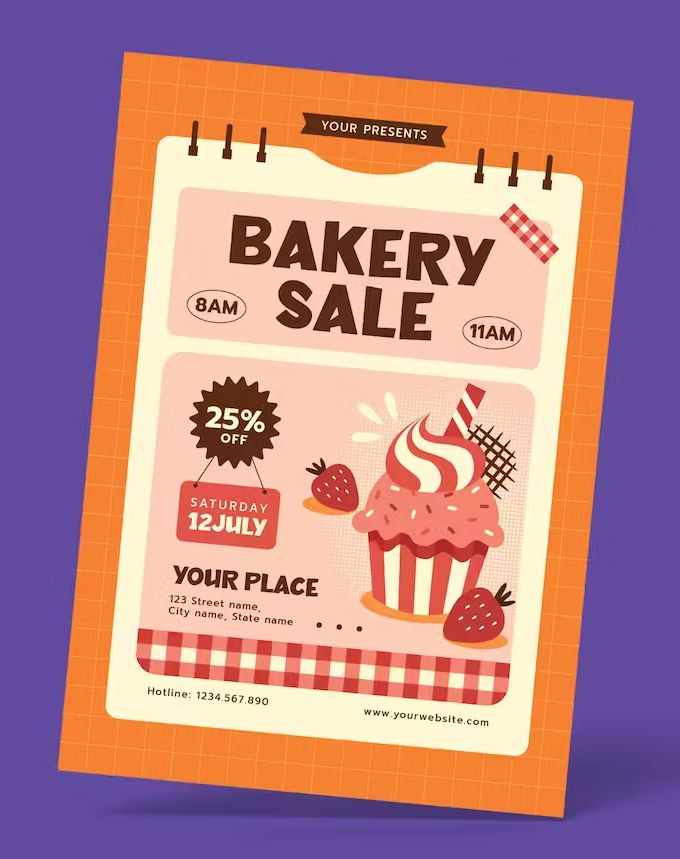 YOUR PRESENTS
BAKERY
SALE
8AM
11AM
25%
OFF
SATURDAY
12JULY
YOUR PLACE
123 Street name,
City name, State name
Hotline: 1234.567.890
www.yourwebsite.com